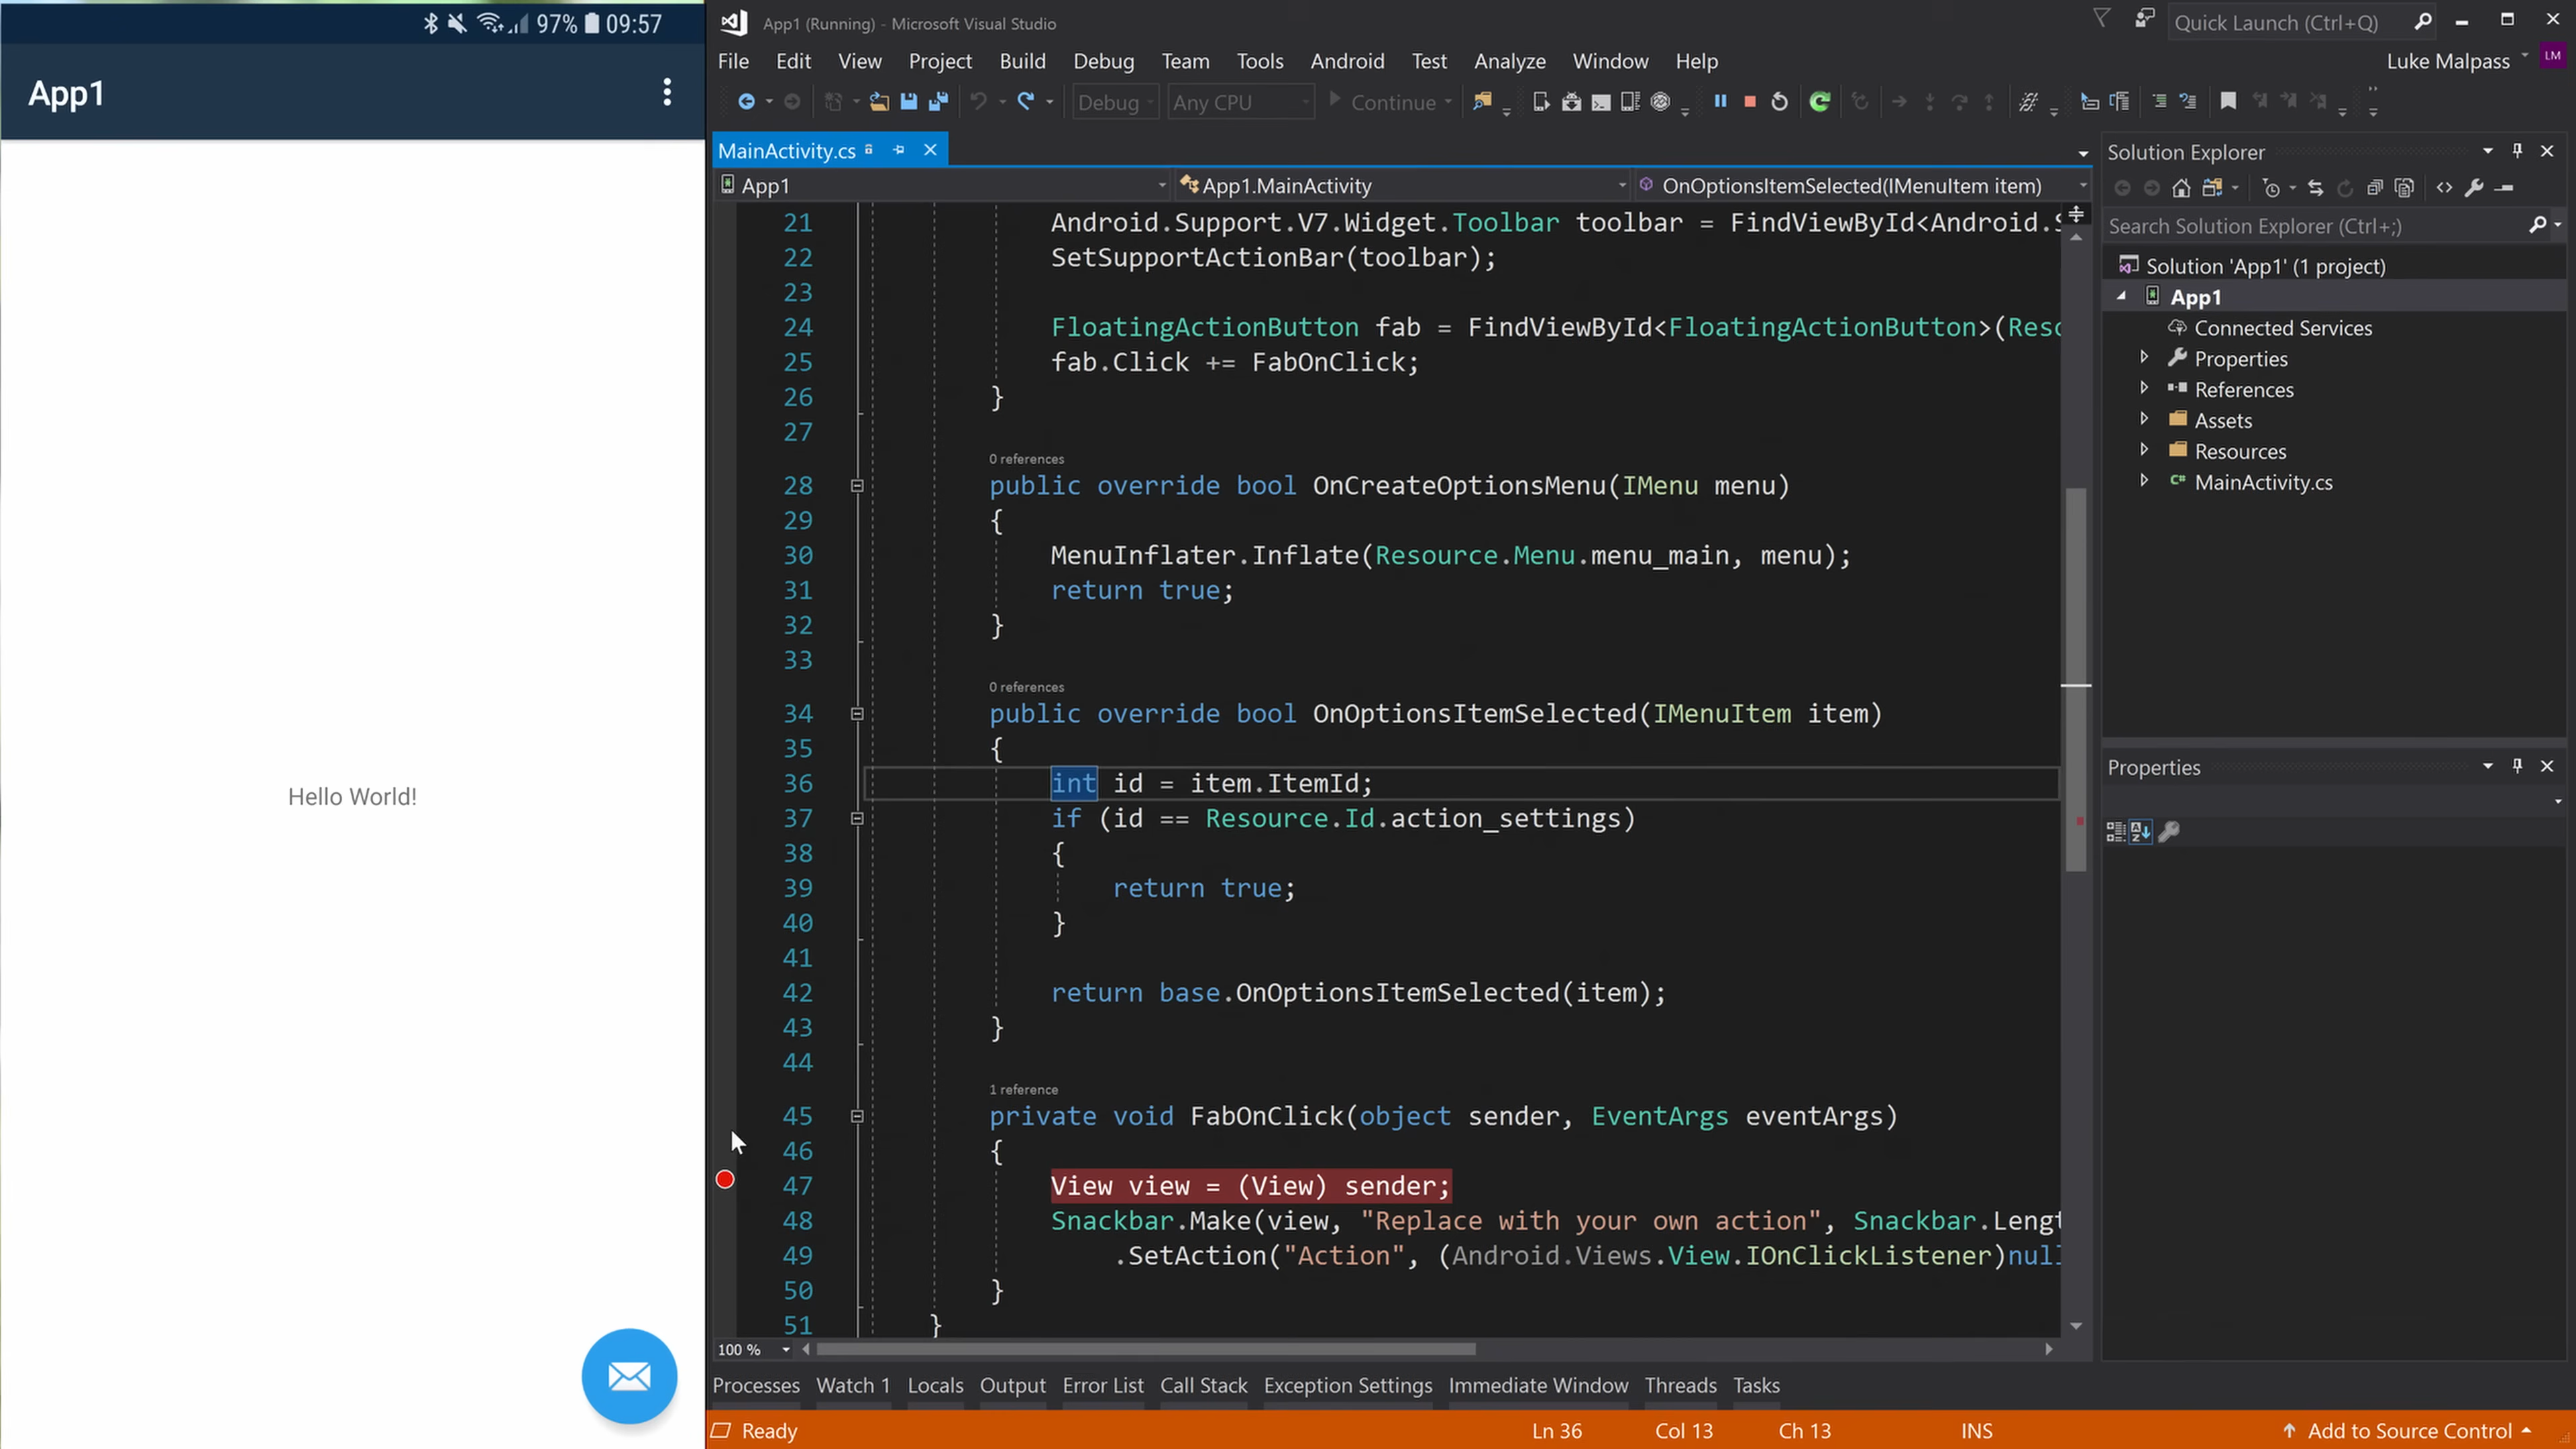 97% 09:57
App1
Hello World!
App1 (Running) - Microsoft Visual Studio
Quick Launch (Ctrl+Q)
File Edit View Project Build Debug Team Tools Android Test Analyze Window Help
Luke Malpass LM
Debug Any CPU Continue
MainActivity.cs
App1 App1.MainActivity OnOptionsItemSelected(IMenuItem item)
21 Android.Support.V7.Widget.Toolbar toolbar = FindViewById<Android.S
22 SetSupportActionBar(toolbar);
23
24 FloatingActionButton fab = FindViewById<FloatingActionButton>(Reso
25 fab.Click += FabOnClick;
26 }
27
0 references
28 public override bool OnCreateOptionsMenu(IMenu menu)
29 {
30 MenuInflater.Inflate(Resource.Menu.menu_main, menu);
31 return true;
32 }
33
0 references
34 public override bool OnOptionsItemSelected(IMenuItem item)
35 {
36 int id = item.ItemId;
37 if (id == Resource.Id.action_settings)
38 {
39 return true;
40 }
41
42 return base.OnOptionsItemSelected(item);
43 }
44
1 reference
45 private void FabOnClick(object sender, EventArgs eventArgs)
46 {
47 View view = (View) sender;
48 Snackbar.Make(view, "Replace with your own action", Snackbar.Lengt
49 .SetAction("Action", (Android.Views.View.IOnClickListener)null
50 }
51 }
100 %
Processes Watch 1 Locals Output Error List Call Stack Exception Settings Immediate Window Threads Tasks
Ready Ln 36 Col 13 Ch 13 INS Add to Source Control
Solution Explorer
Search Solution Explorer (Ctrl+;)
Solution 'App1' (1 project)
App1
Connected Services
Properties
References
Assets
Resources
C# MainActivity.cs
Properties